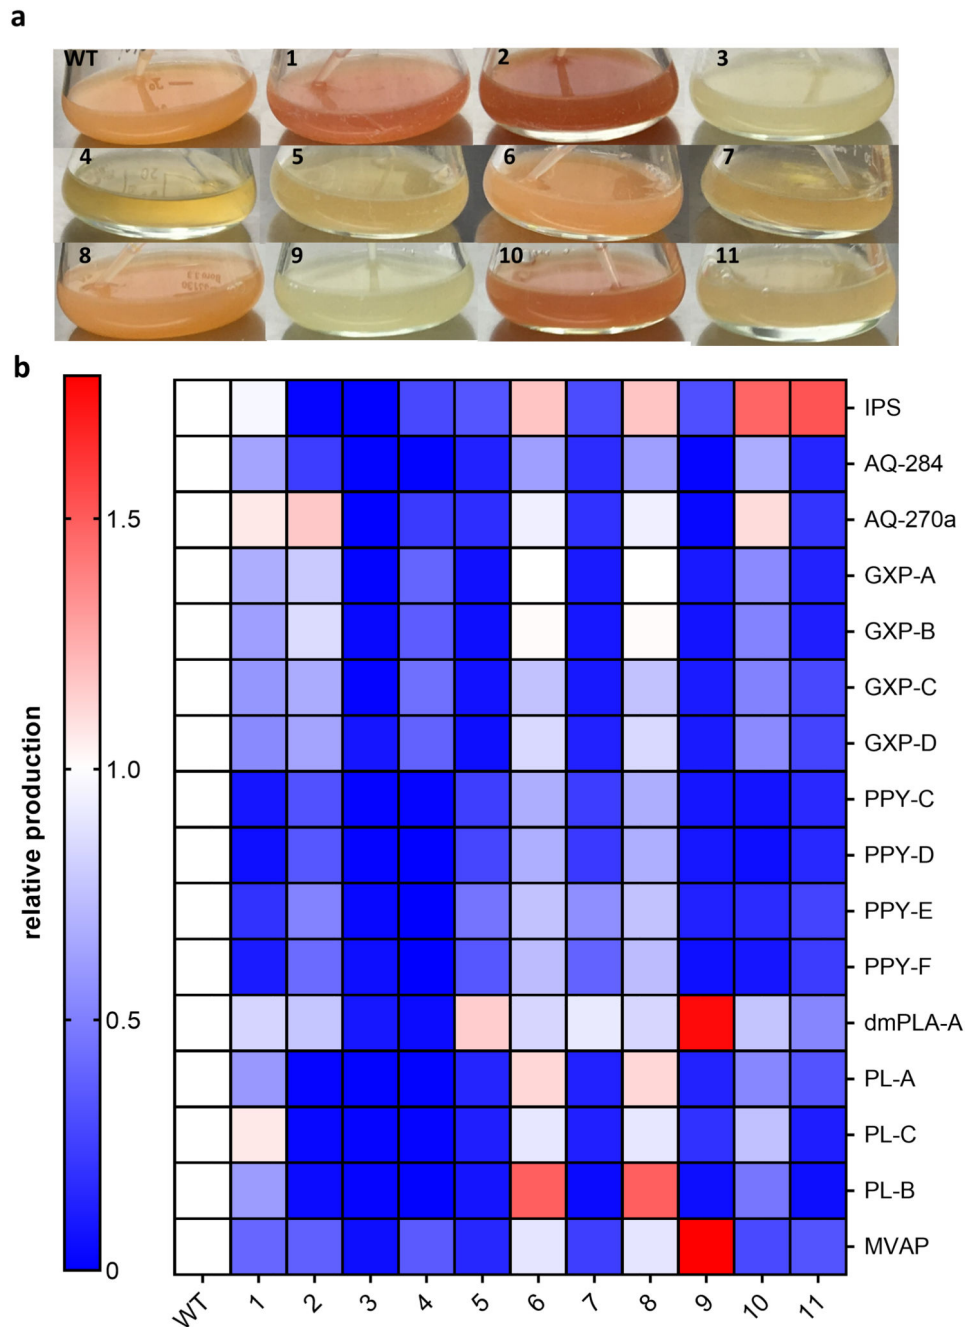 a
WT 1 2 3
4 5 6 7
8 9 10 11
b
IPS
AQ-284
1.5
AQ-270a
GXP-A
GXP-B
GXP-C
relative production
GXP-D
1.0
PPY-C
PPY-D
PPY-E
PPY-F
0.5
dmPLA-A
PL-A
PL-C
PL-B
MVAP
0
WT 1 2 3 4 5 6 7 8 9 10 11